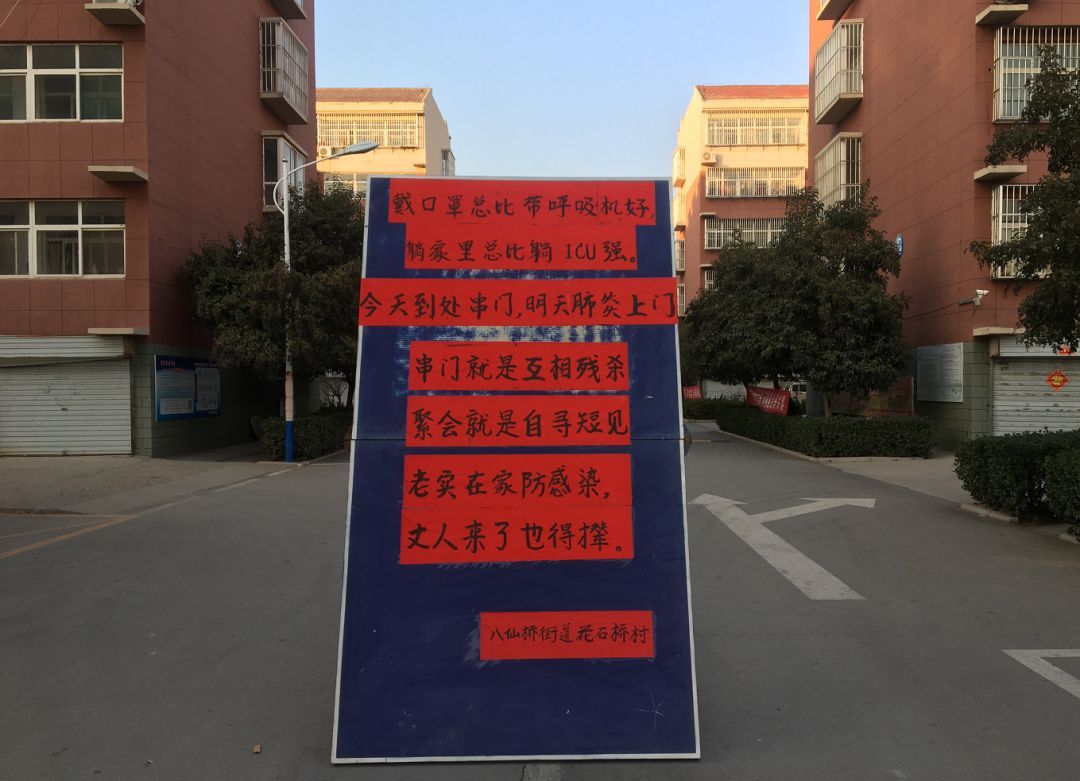 戴口罩总比带呼吸机好，
躺家里总比躺ICU强。
今天到处串门，明天肺炎上门
串门就是互相残杀
聚会就是自寻短见
老实在家防感染，
丈人来了也得撵。
八仙桥街道花石桥村